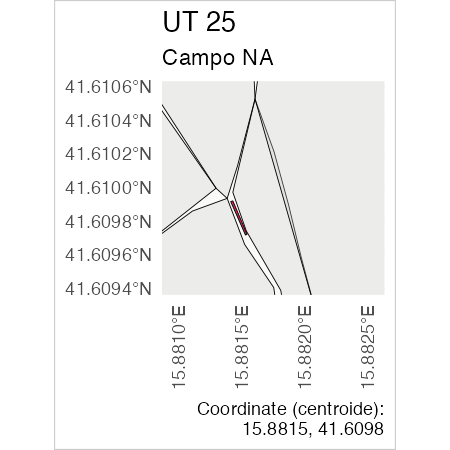 UT 25
Campo NA
41.6106°N
41.6104°N
41.6102°N
41.6100°N
41.6098°N
41.6096°N
41.6094°N
15.8810°E
15.8815°E
15.8820°E
15.8825°E
Coordinate (centroide):
15.8815, 41.6098